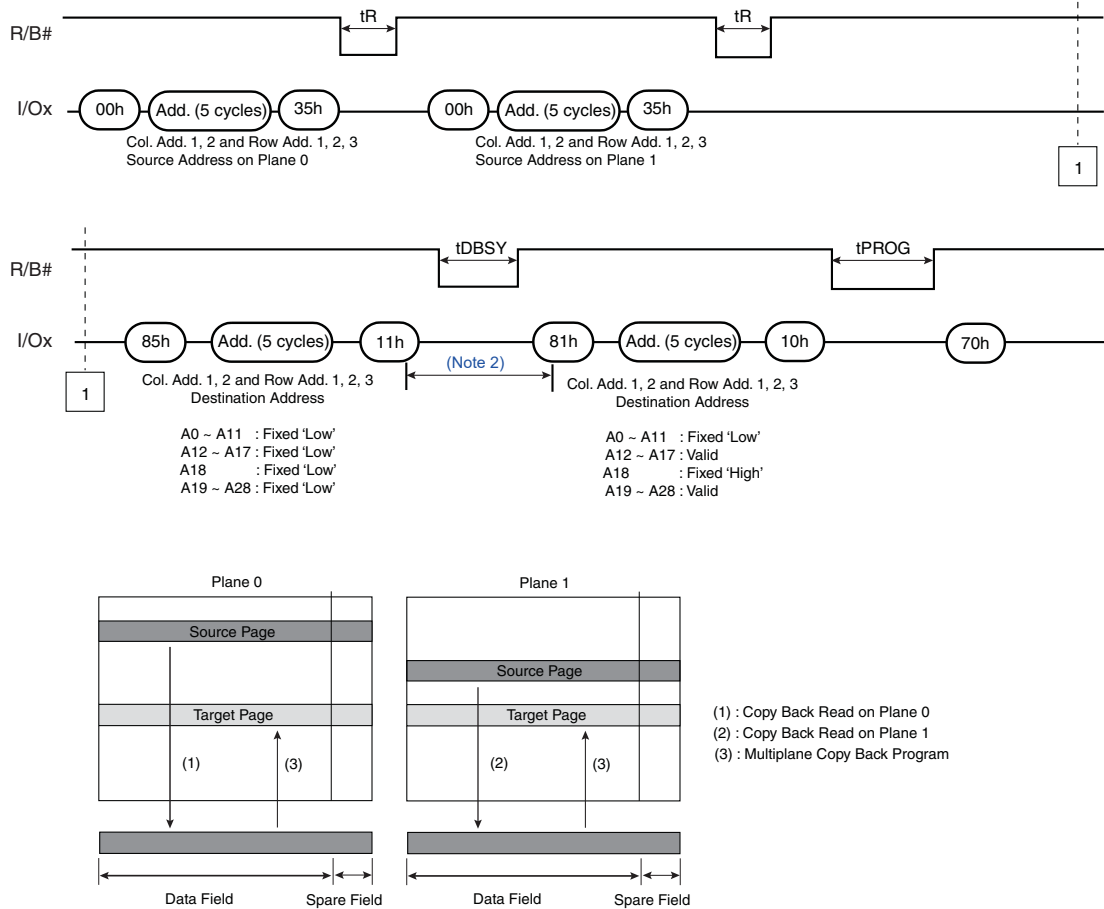 tR
tR
R/B#
I/Ox
00h
Add. (5 cycles)
35h
00h
Add. (5 cycles)
35h
Col. Add. 1, 2 and Row Add. 1, 2, 3
Source Address on Plane 0
Col. Add. 1, 2 and Row Add. 1, 2, 3
Source Address on Plane 1
1
tDBSY
tPROG
R/B#
I/Ox
85h
Add. (5 cycles)
11h
(Note 2)
81h
Add. (5 cycles)
10h
70h
1
Col. Add. 1, 2 and Row Add. 1, 2, 3
Destination Address
Col. Add. 1, 2 and Row Add. 1, 2, 3
Destination Address
A0 ~ A11 : Fixed ‘Low’
A12 ~ A17 : Fixed ‘Low’
A18 : Fixed ‘Low’
A19 ~ A28 : Fixed ‘Low’
A0 ~ A11 : Fixed ‘Low’
A12 ~ A17 : Valid
A18 : Fixed ‘High’
A19 ~ A28 : Valid
Plane 0
Plane 1
Source Page
Source Page
Target Page
Target Page
(1)
(3)
(2)
(3)
(1) : Copy Back Read on Plane 0
(2) : Copy Back Read on Plane 1
(3) : Multiplane Copy Back Program
Data Field
Spare Field
Data Field
Spare Field